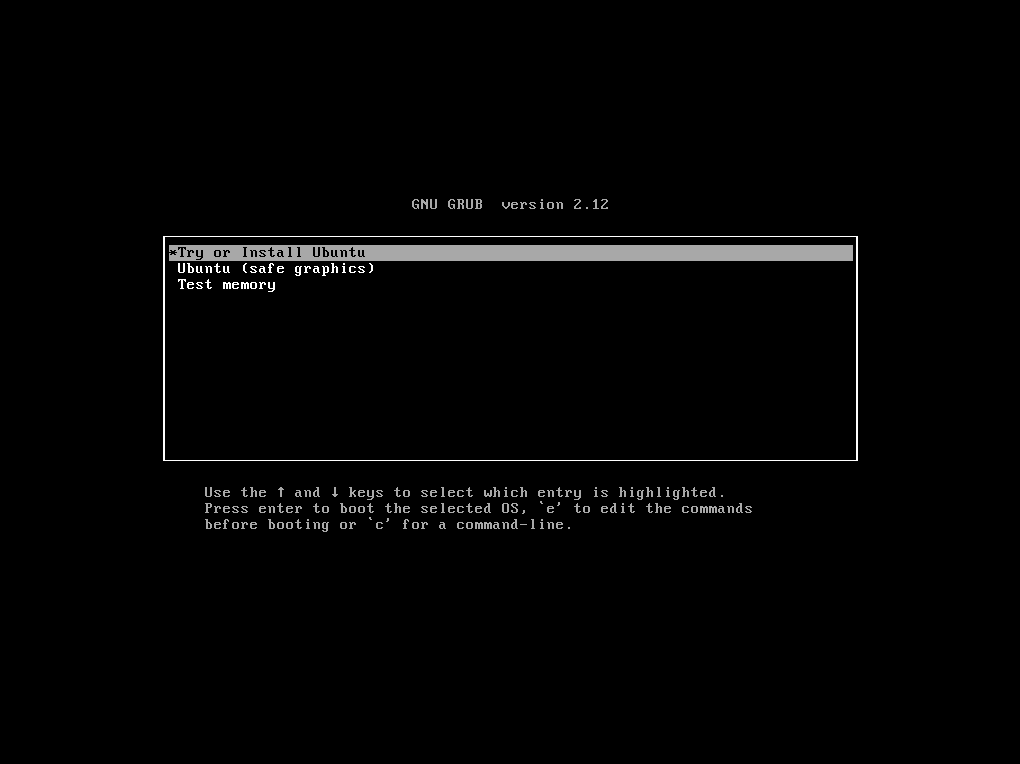 GNU GRUB  version 2.12
*Try or Install Ubuntu
Ubuntu (safe graphics)
Test memory
Use the ↑ and ↓ keys to select which entry is highlighted.
Press enter to boot the selected OS, `e' to edit the commands
before booting or `c' for a command-line.